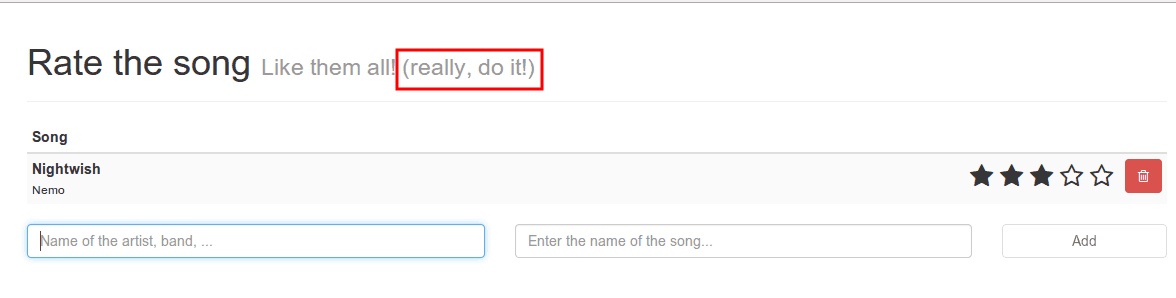 Rate the song Like them all! (really, do it!)
Song
Nightwish
Nemo
Name of the artist, band, ... Enter the name of the song... Add